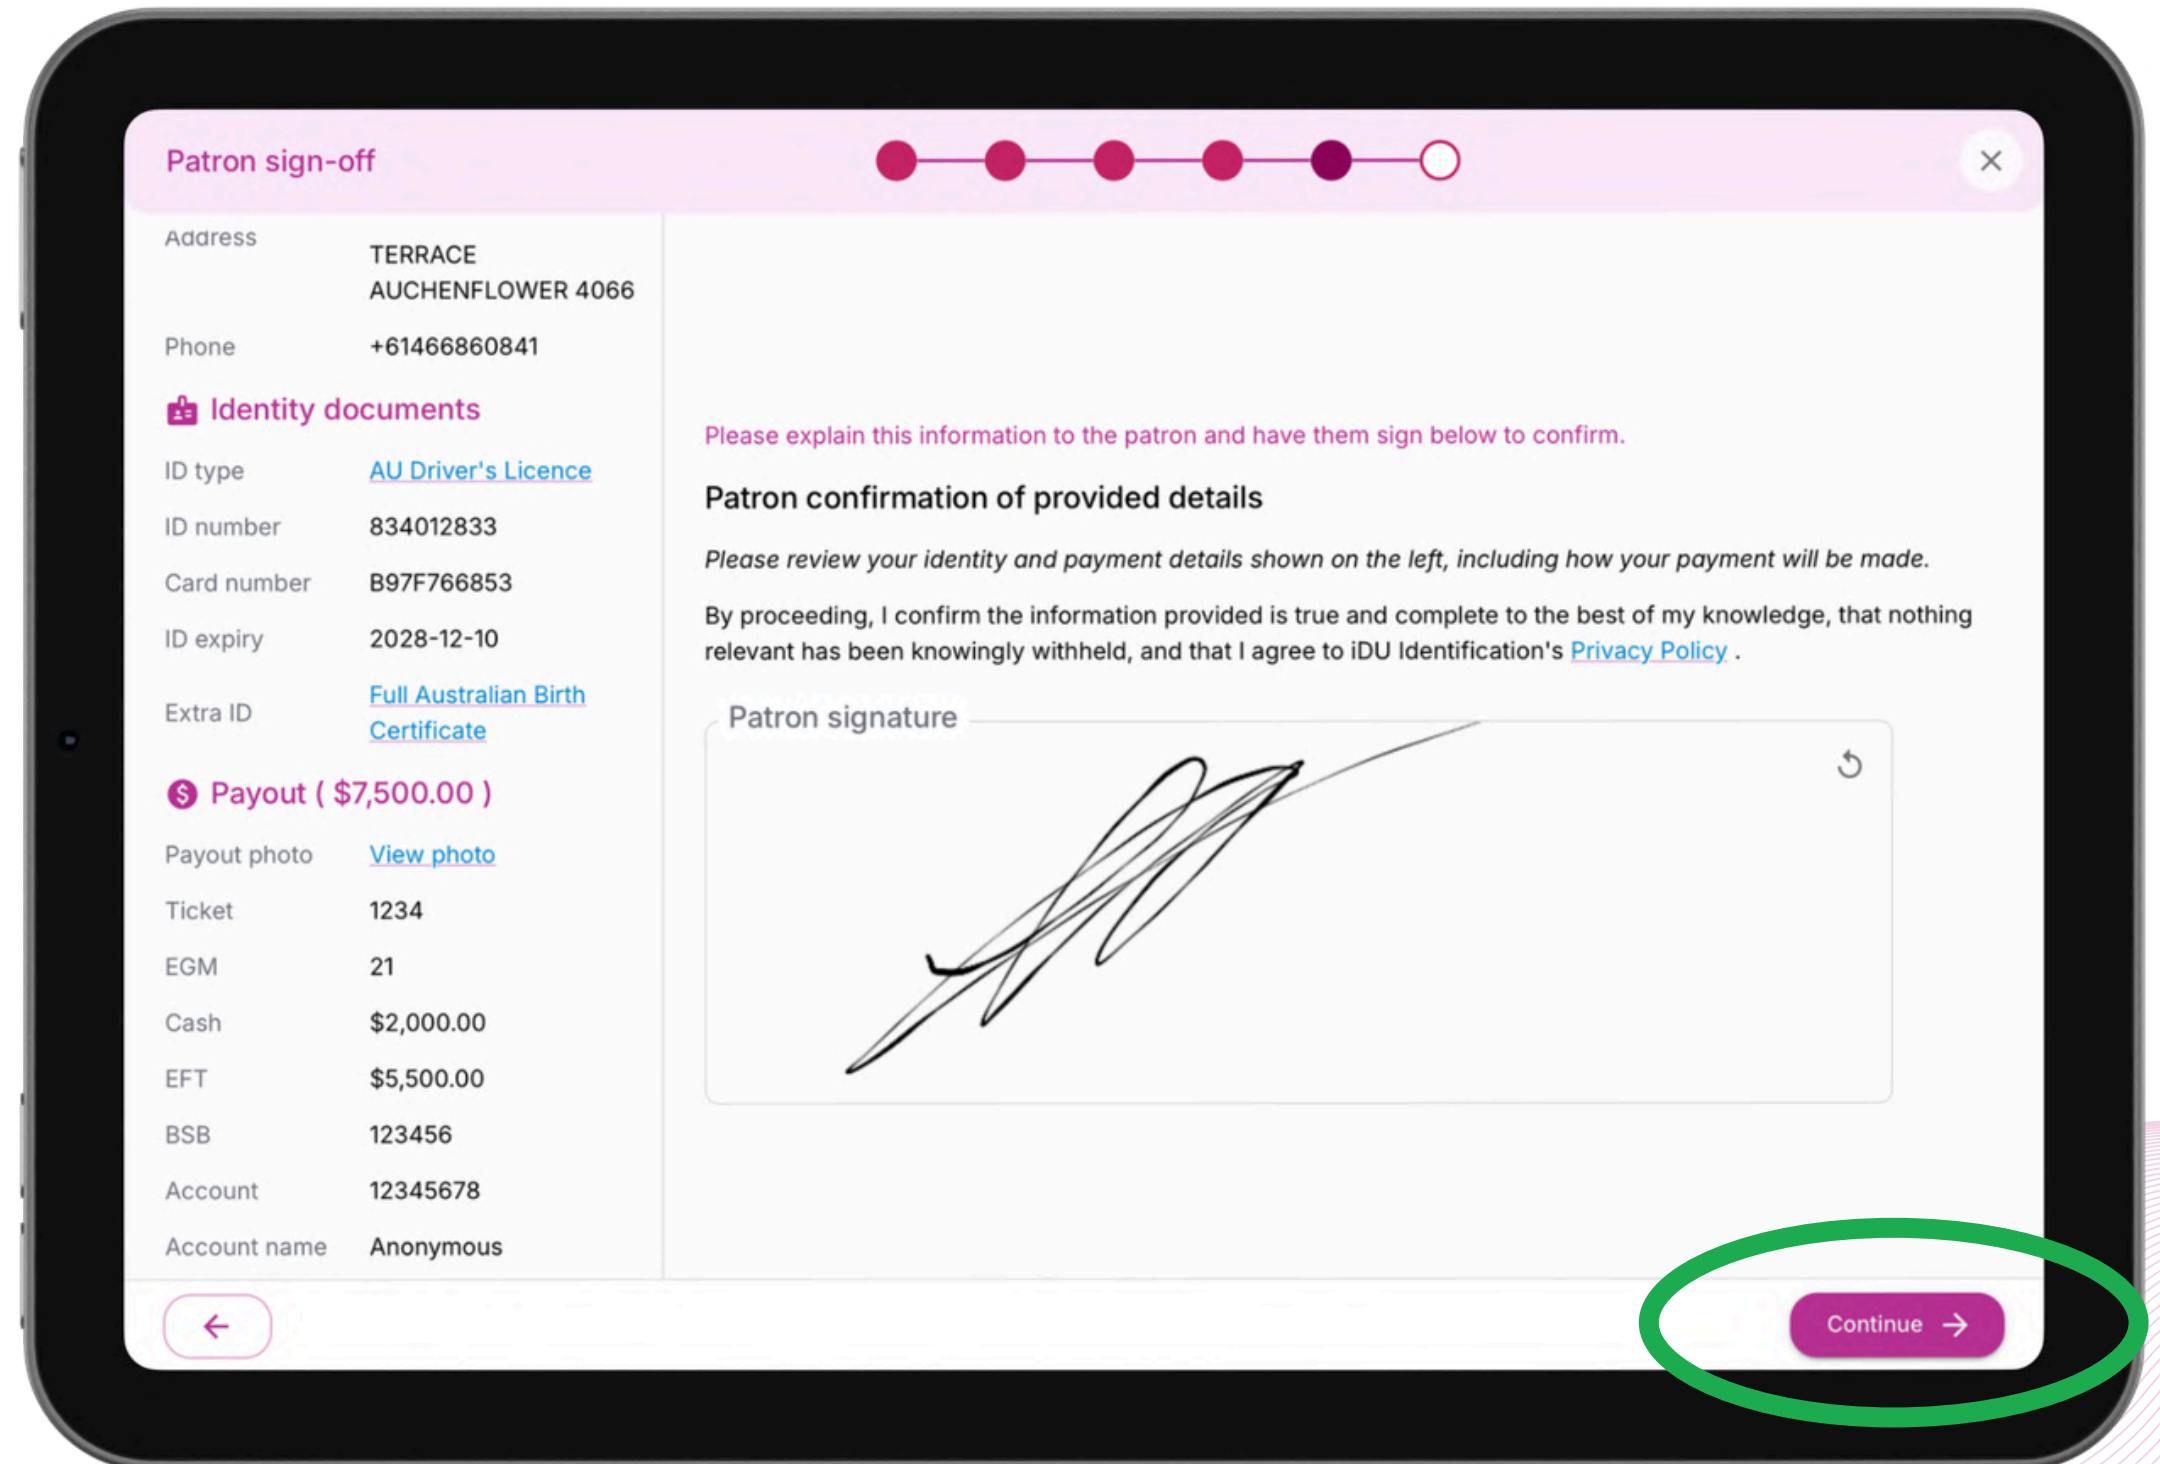 Patron sign-off
Address
TERRACE
AUCHENFLOWER 4066
Phone +61466860841
Identity documents
ID type AU Driver's Licence
ID number 834012833
Card number B97F766853
ID expiry 2028-12-10
Extra ID Full Australian Birth
Certificate
Payout ( $7,500.00 )
Payout photo View photo
Ticket 1234
EGM 21
Cash $2,000.00
EFT $5,500.00
BSB 123456
Account 12345678
Account name Anonymous
Please explain this information to the patron and have them sign below to confirm.
Patron confirmation of provided details
Please review your identity and payment details shown on the left, including how your payment will be made.
By proceeding, I confirm the information provided is true and complete to the best of my knowledge, that nothing
relevant has been knowingly withheld, and that I agree to iDU Identification's Privacy Policy .
Patron signature
Continue